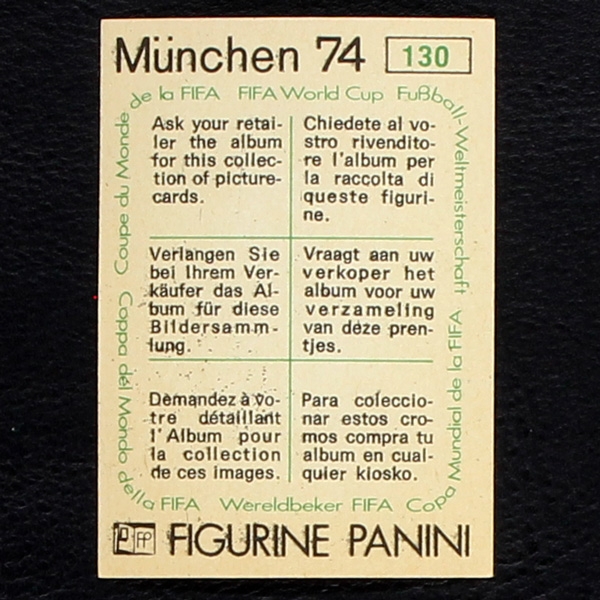 München 74 130
Coupe du Monde de la FIFA FIFA World Cup Fußball-Weltmeisterschaft
Ask your retai-
ler the album
for this collec-
tion of picture-
cards.
Chiedete al vo-
stro rivendito-
re l'album per
la raccolta di
queste figuri-
ne.
Verlangen Sie
bei Ihrem Ver-
käufer das Al-
bum für diese
Bildersamm-
lung.
Vraagt aan uw
verkoper het
album voor uw
verzameling
van deze pren-
tjes.
Demandez à vo-
tre détaillant
l'Album pour
la collection
de ces images.
Para coleccio-
nar estos cro-
mos compra tu
album en cual-
quier kiosko.
Coppa del Mondo della FIFA Wereldbeker FIFA Copa Mundial de la FIFA
FP FIGURINE PANINI